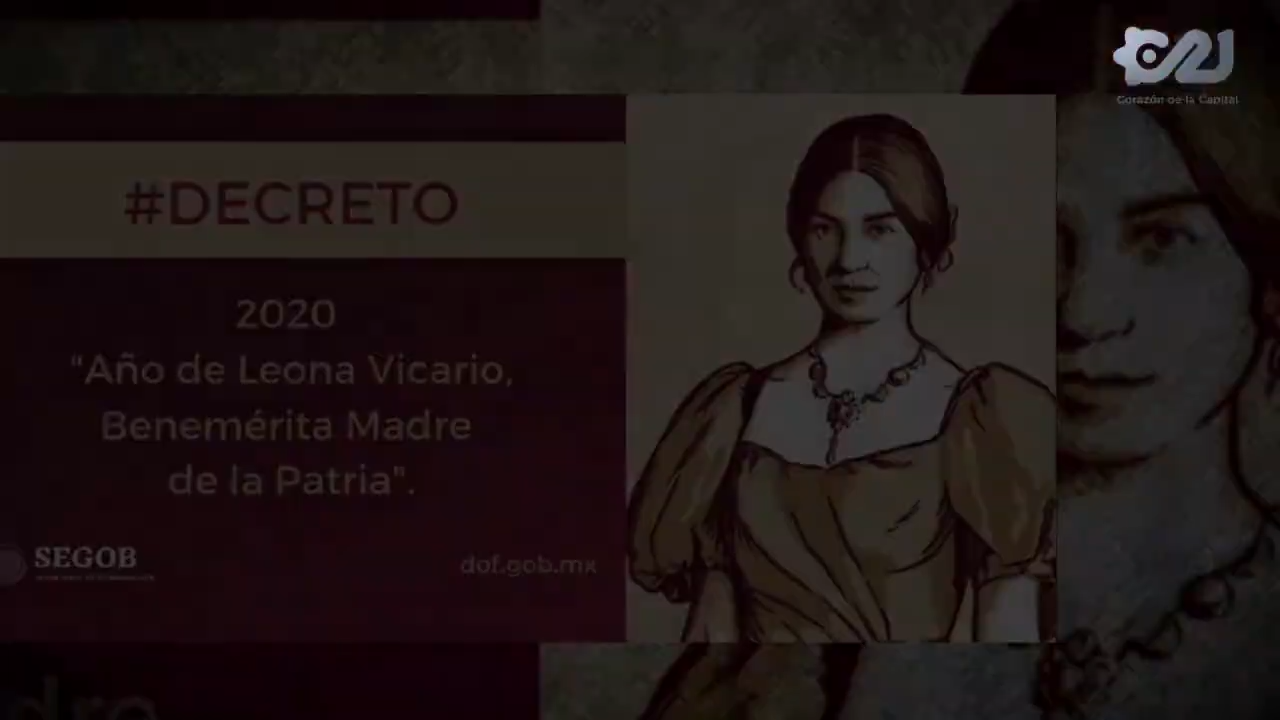 Corazón de la Capital
#DECRETO
2020
"Año de Leona Vicario,
Benemérita Madre
de la Patria".
SEGOB
dof.gob.mx
dre